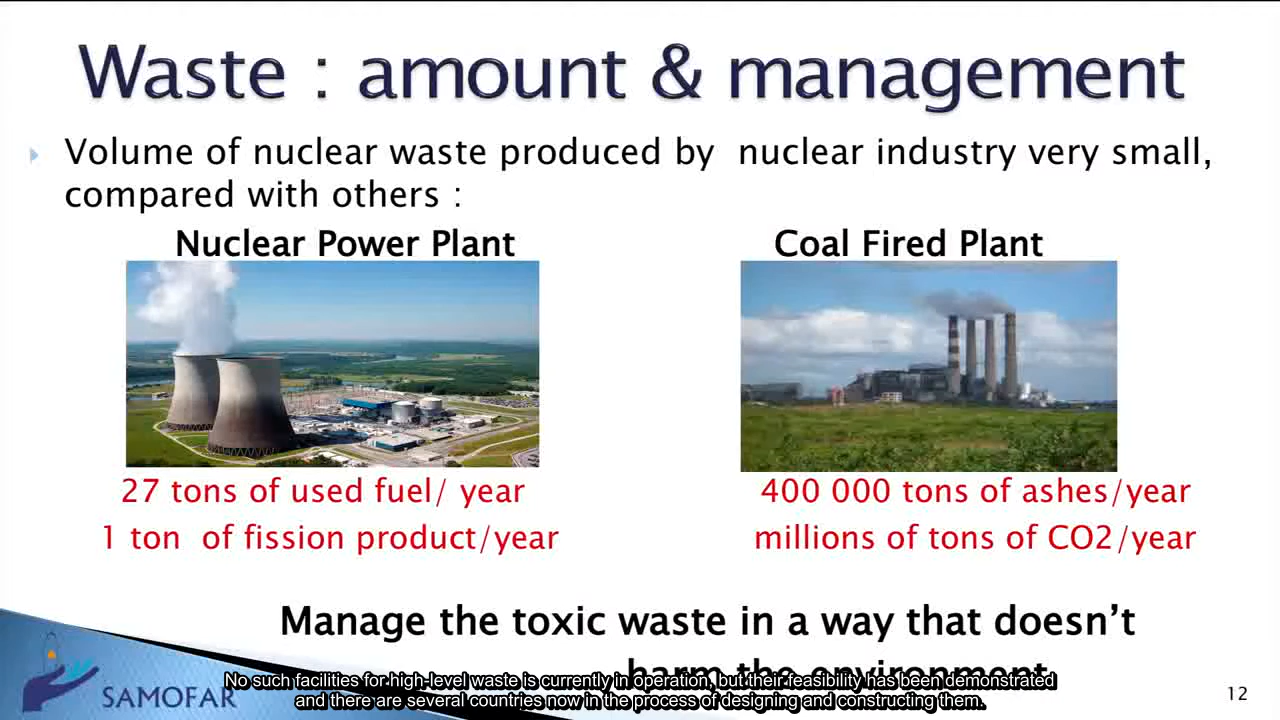 Waste : amount & management
Volume of nuclear waste produced by nuclear industry very small,
compared with others :
Nuclear Power Plant
Coal Fired Plant
27 tons of used fuel/ year
1 ton of fission product/year
400 000 tons of ashes/year
millions of tons of CO2/year
Manage the toxic waste in a way that doesn't
harm the environment
No such facilities for high-level waste is currently in operation, but their feasibility has been demonstrated
and there are several countries now in the process of designing and constructing them.
SAMOFAR
12